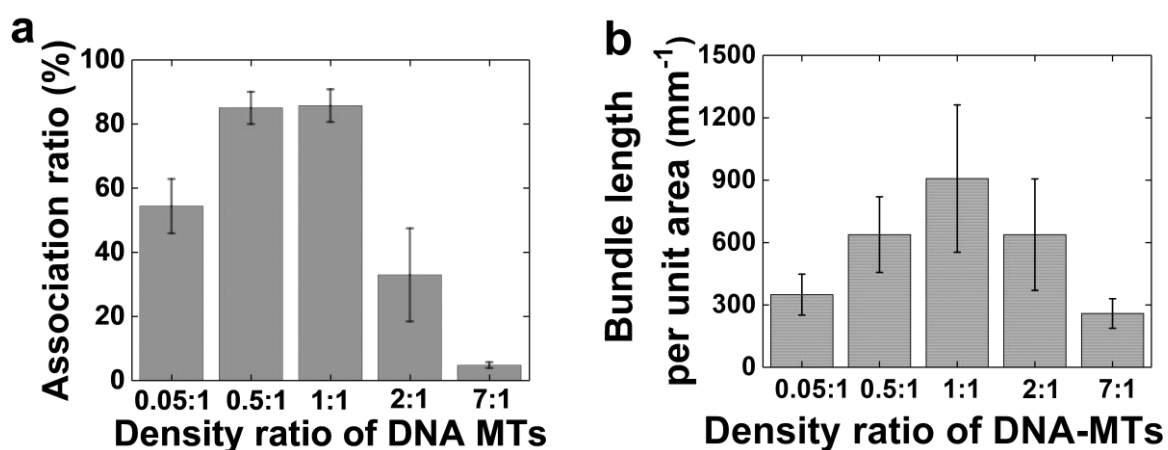 a
Association ratio (%)
100
80
60
40
20
0
0.05:1 0.5:1 1:1 2:1 7:1
Density ratio of DNA MTs
b
Bundle length
per unit area (mm⁻¹)
1500
1200
900
600
300
0
0.05:1 0.5:1 1:1 2:1 7:1
Density ratio of DNA-MTs